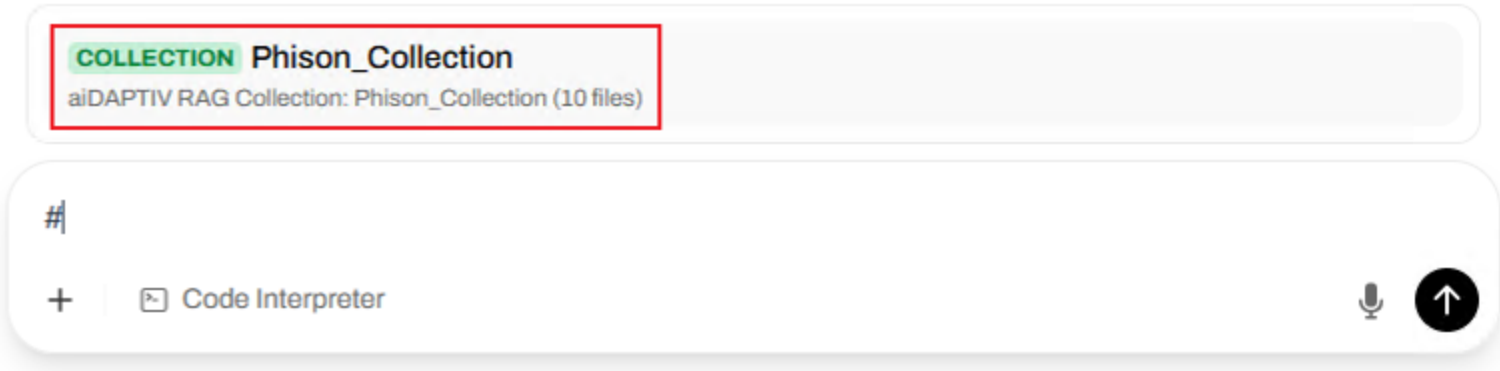 COLLECTION Phison_Collection
aiDAPTIV RAG Collection: Phison_Collection (10 files)
#
Code Interpreter